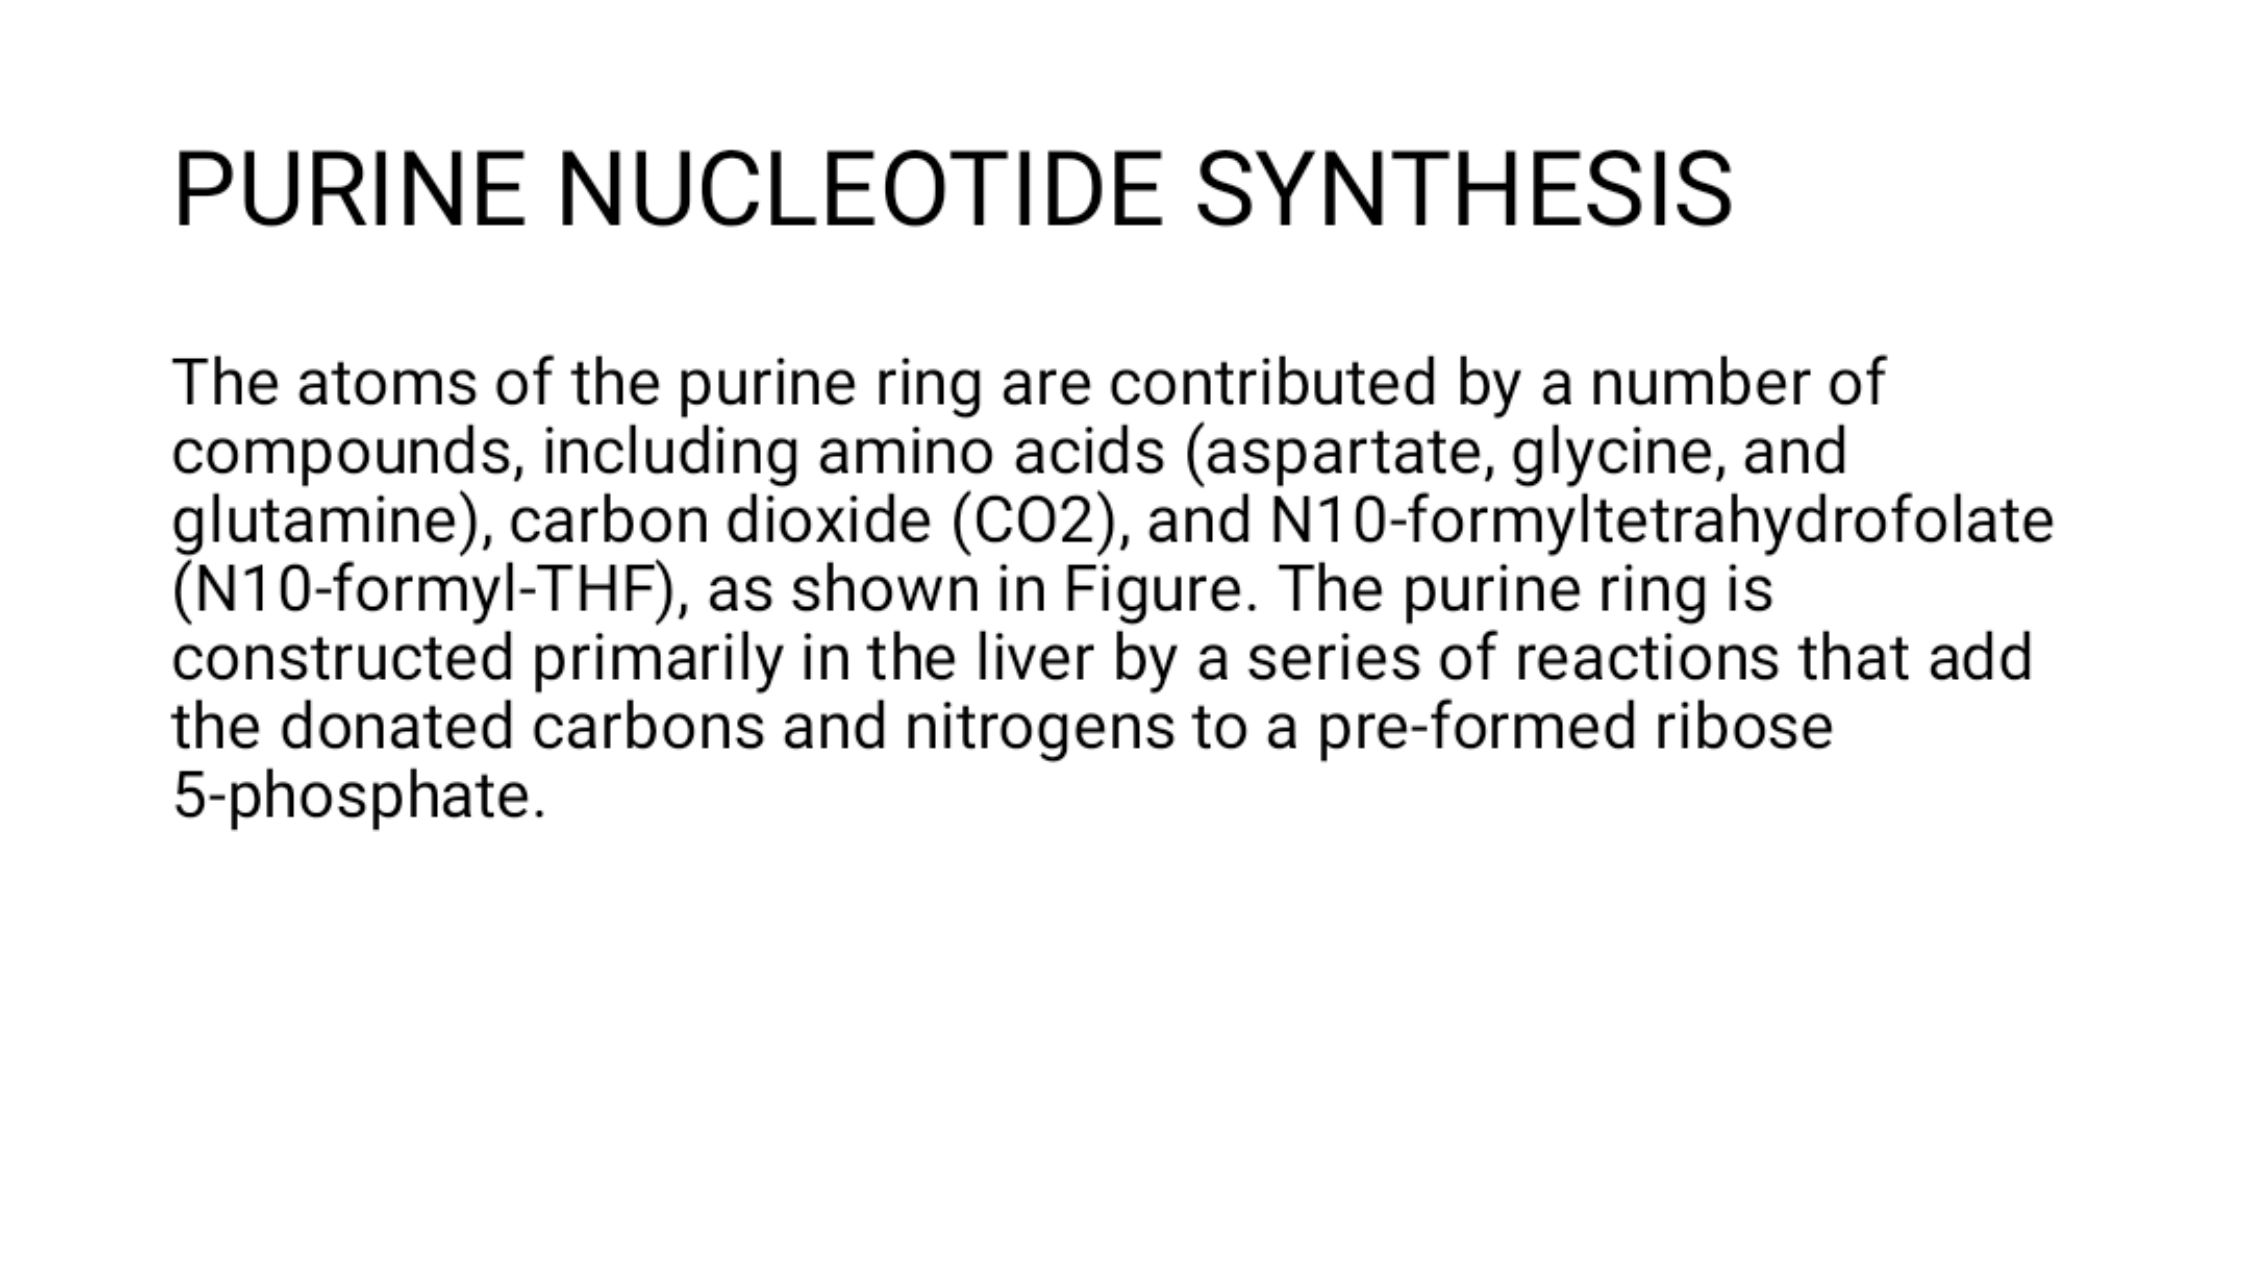 PURINE NUCLEOTIDE SYNTHESIS
The atoms of the purine ring are contributed by a number of
compounds, including amino acids (aspartate, glycine, and
glutamine), carbon dioxide (CO2), and N10-formyltetrahydrofolate
(N10-formyl-THF), as shown in Figure. The purine ring is
constructed primarily in the liver by a series of reactions that add
the donated carbons and nitrogens to a pre-formed ribose
5-phosphate.